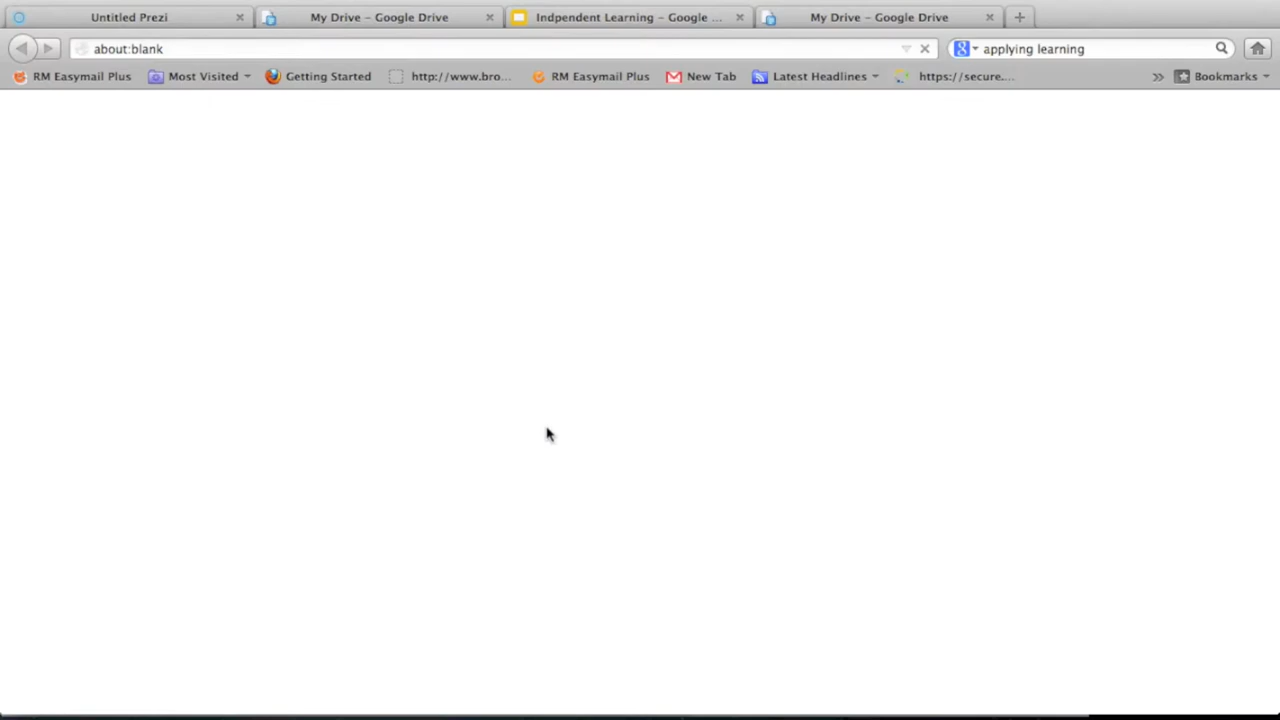 Untitled Prezi My Drive – Google Drive Indpendent Learning – Google ... My Drive – Google Drive
about:blank applying learning
RM Easymail Plus Most Visited Getting Started http://www.bro... RM Easymail Plus New Tab Latest Headlines https://secure.... Bookmarks